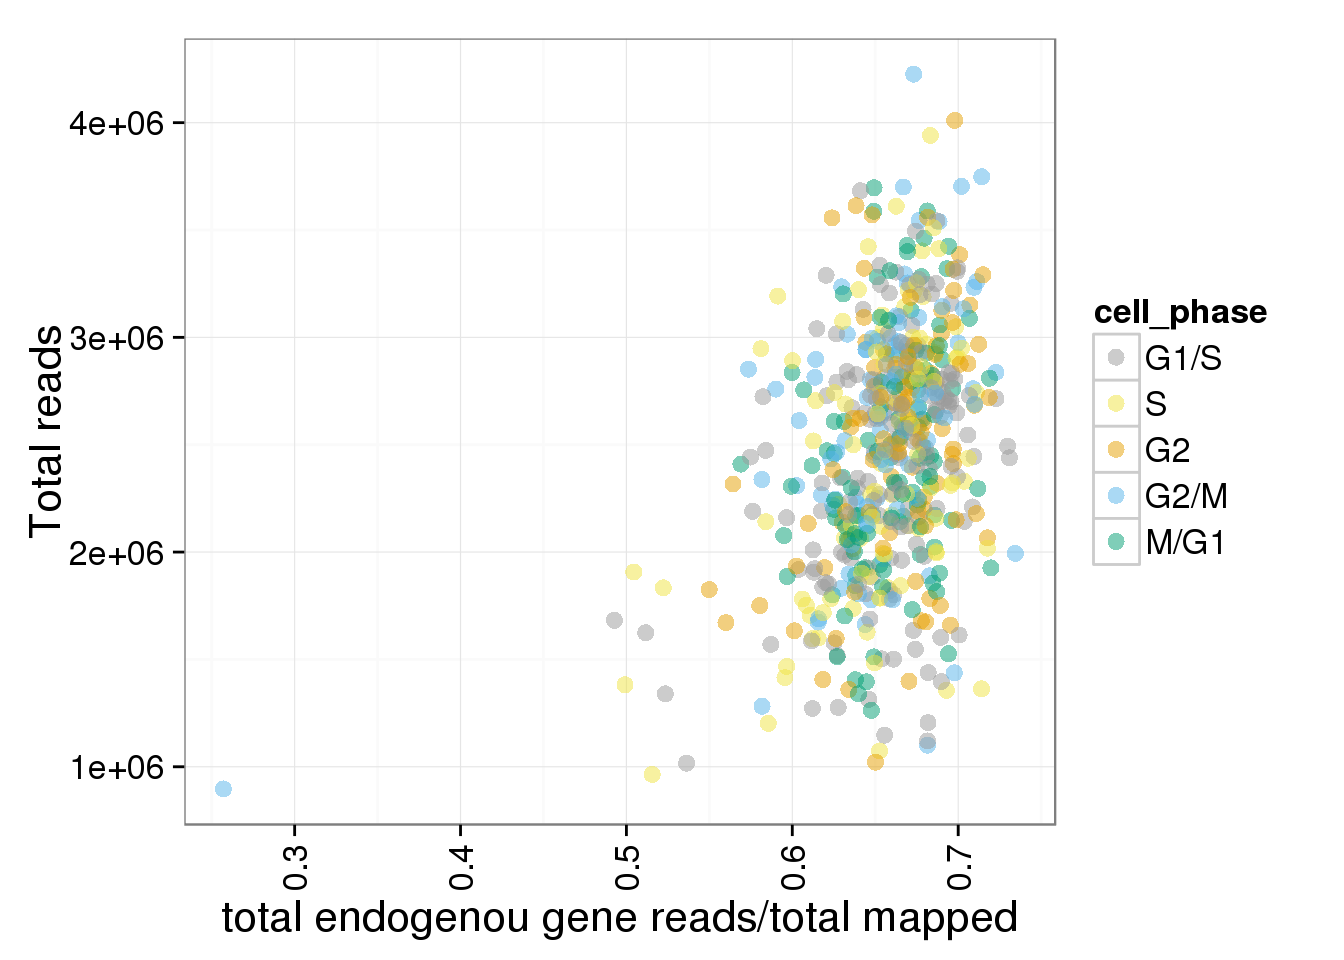 4e+06
3e+06
2e+06
1e+06
Total reads
0.3
0.4
0.5
0.6
0.7
total endogenou gene reads/total mapped
cell_phase
G1/S
S
G2
G2/M
M/G1